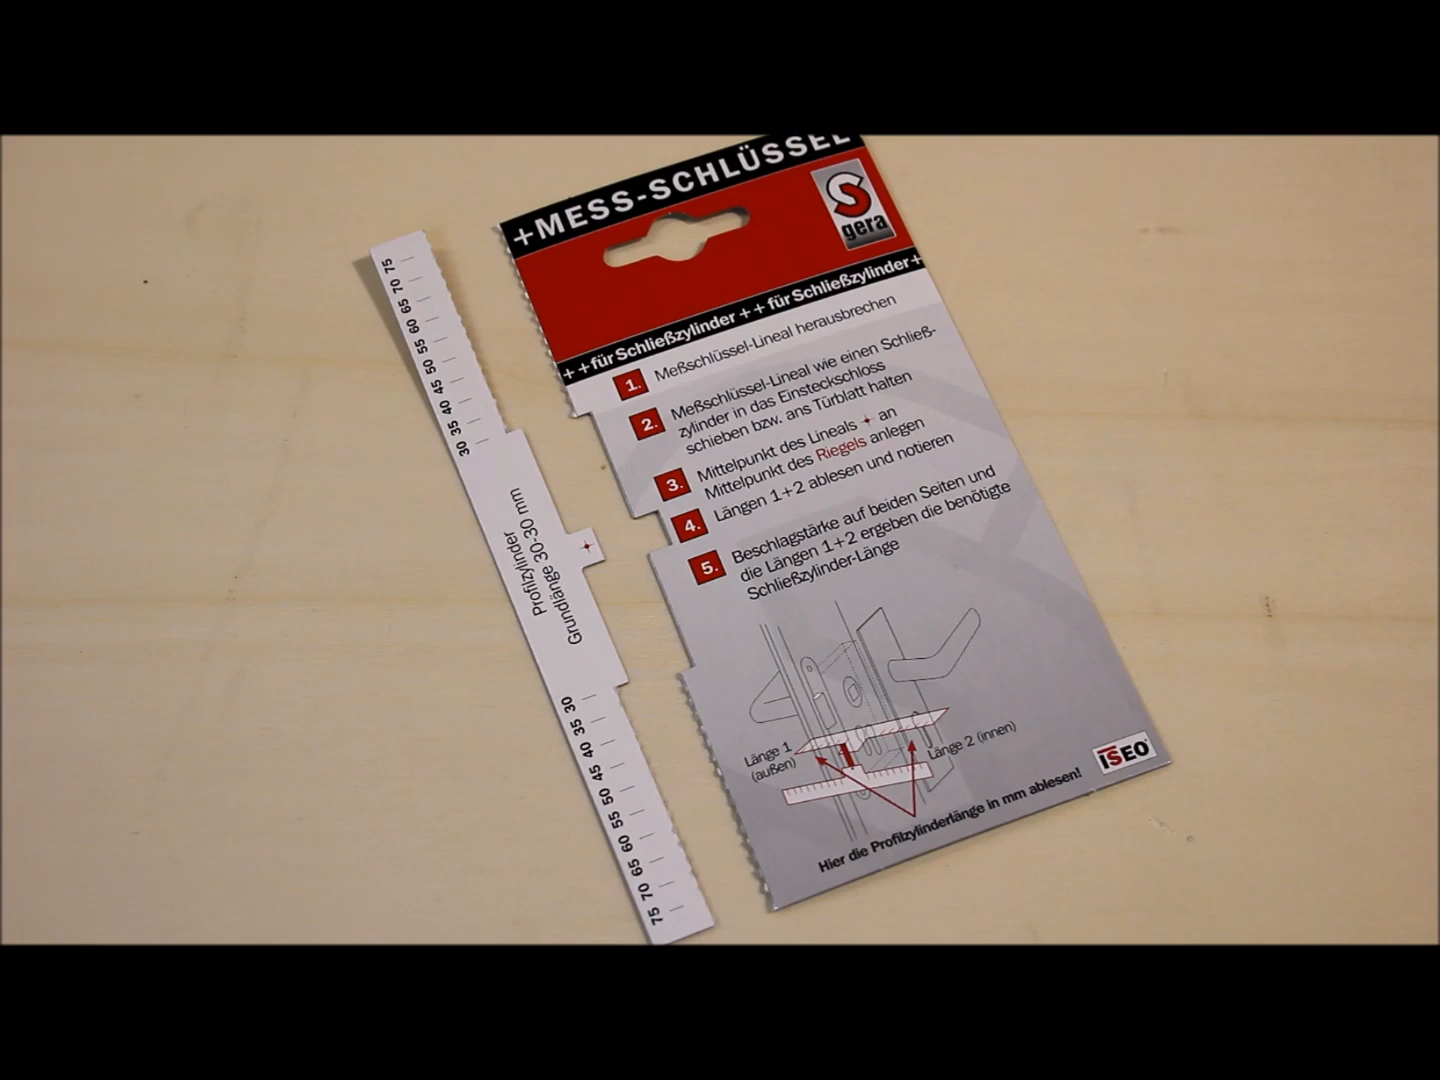 +MESS-SCHLÜSSEL
gera
++für Schließzylinder ++für Schließzylinder+
1. Meßschlüssel-Lineal herausbrechen
2. Meßschlüssel-Lineal wie einen Schließ-
zylinder in das Einsteckschloss
schieben bzw. ans Türblatt halten
3. Mittelpunkt des Lineals + an
Mittelpunkt des Riegels anlegen
4. Längen 1+2 ablesen und notieren
5. Beschlagstärke auf beiden Seiten und
die Längen 1+2 ergeben die benötigte
Schließzylinder-Länge
Länge 1
(außen)
Länge 2 (innen)
Hier die Profilzylinderlänge in mm ablesen!
ISEO
30 35 40 45 50 55 60 65 70 75
Profilzylinder
Grundlänge 30-30 mm
75 70 65 60 55 50 45 40 35 30